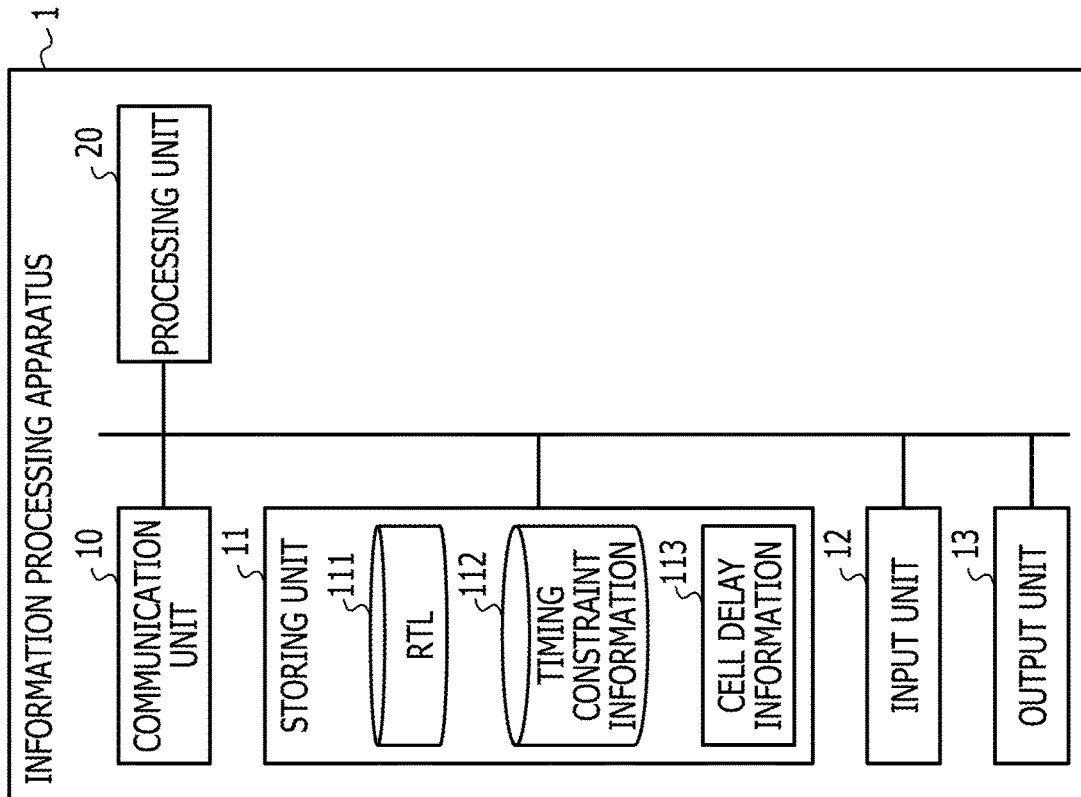 INFORMATION PROCESSING APPARATUS
1
10
COMMUNICATION
UNIT
20
PROCESSING UNIT
11
STORING UNIT
111
RTL
112
TIMING
CONSTRAINT
INFORMATION
113
CELL DELAY
INFORMATION
12
INPUT UNIT
13
OUTPUT UNIT